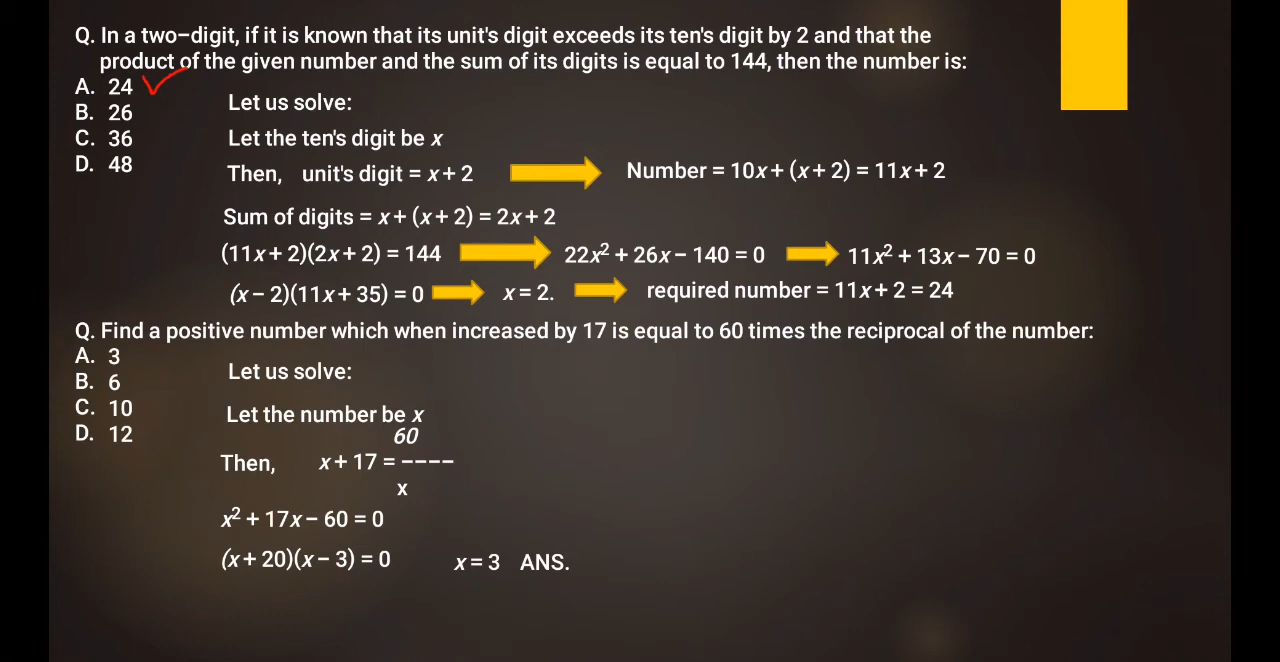 Q. In a two-digit, if it is known that its unit's digit exceeds its ten's digit by 2 and that the
product of the given number and the sum of its digits is equal to 144, then the number is:
A. 24
B. 26
C. 36
D. 48
Let us solve:
Let the ten's digit be x
Then, unit's digit = x + 2
Number = 10x + (x + 2) = 11x + 2
Sum of digits = x + (x + 2) = 2x + 2
(11x + 2)(2x + 2) = 144
22x² + 26x – 140 = 0
11x² + 13x – 70 = 0
(x – 2)(11x + 35) = 0
x = 2.
required number = 11x + 2 = 24
Q. Find a positive number which when increased by 17 is equal to 60 times the reciprocal of the number:
A. 3
B. 6
C. 10
D. 12
Let us solve:
Let the number be x
60
Then, x + 17 = ----
x
x² + 17x – 60 = 0
(x + 20)(x – 3) = 0 x = 3 ANS.